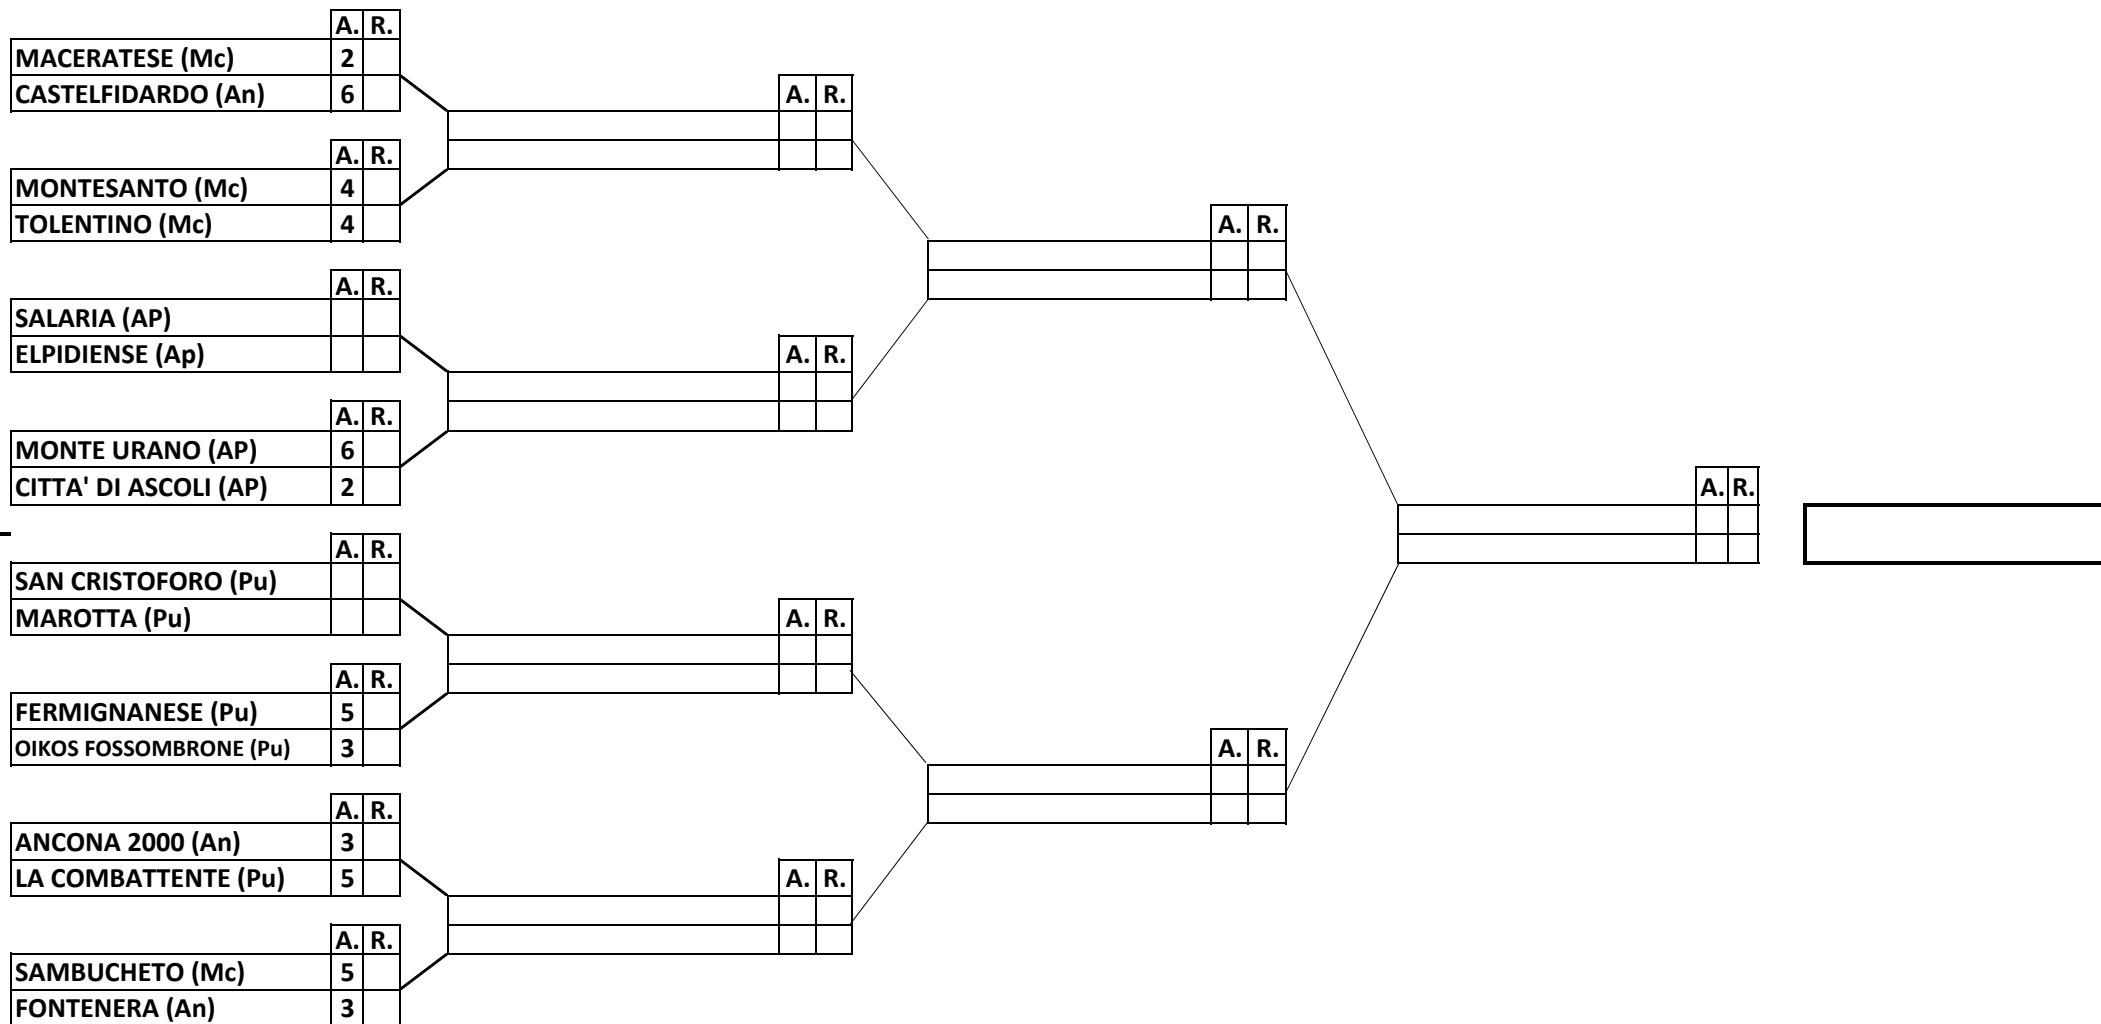 A. R.
MACERATESE (Mc) 2
CASTELFIDARDO (An) 6
A. R.
A. R.
MONTESANTO (Mc) 4
TOLENTINO (Mc) 4
A. R.
A. R.
SALARIA (AP)
ELPIDIENSE (Ap)
A. R.
A. R.
MONTE URANO (AP) 6
CITTA' DI ASCOLI (AP) 2
A. R.
A. R.
SAN CRISTOFORO (Pu)
MAROTTA (Pu)
A. R.
A. R.
FERMIGNANESE (Pu) 5
OIKOS FOSSOMBRONE (Pu) 3
A. R.
A. R.
ANCONA 2000 (An) 3
LA COMBATTENTE (Pu) 5
A. R.
A. R.
SAMBUCHETO (Mc) 5
FONTENERA (An) 3